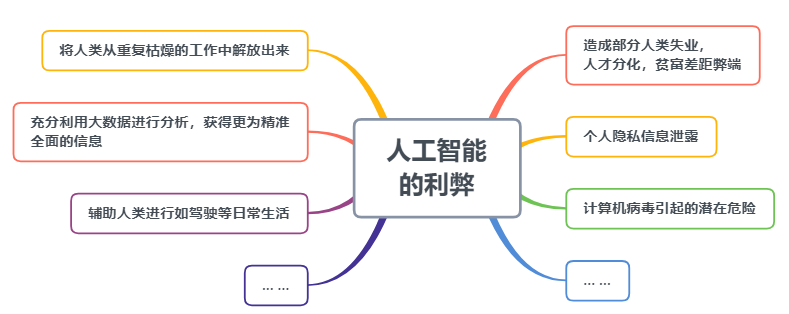 人工智能
的利弊
将人类从重复枯燥的工作中解放出来
充分利用大数据进行分析，获得更为精准
全面的信息
辅助人类进行如驾驶等日常生活
... ...
造成部分人类失业，
人才分化，贫富差距弊端
个人隐私信息泄露
计算机病毒引起的潜在危险
... ...